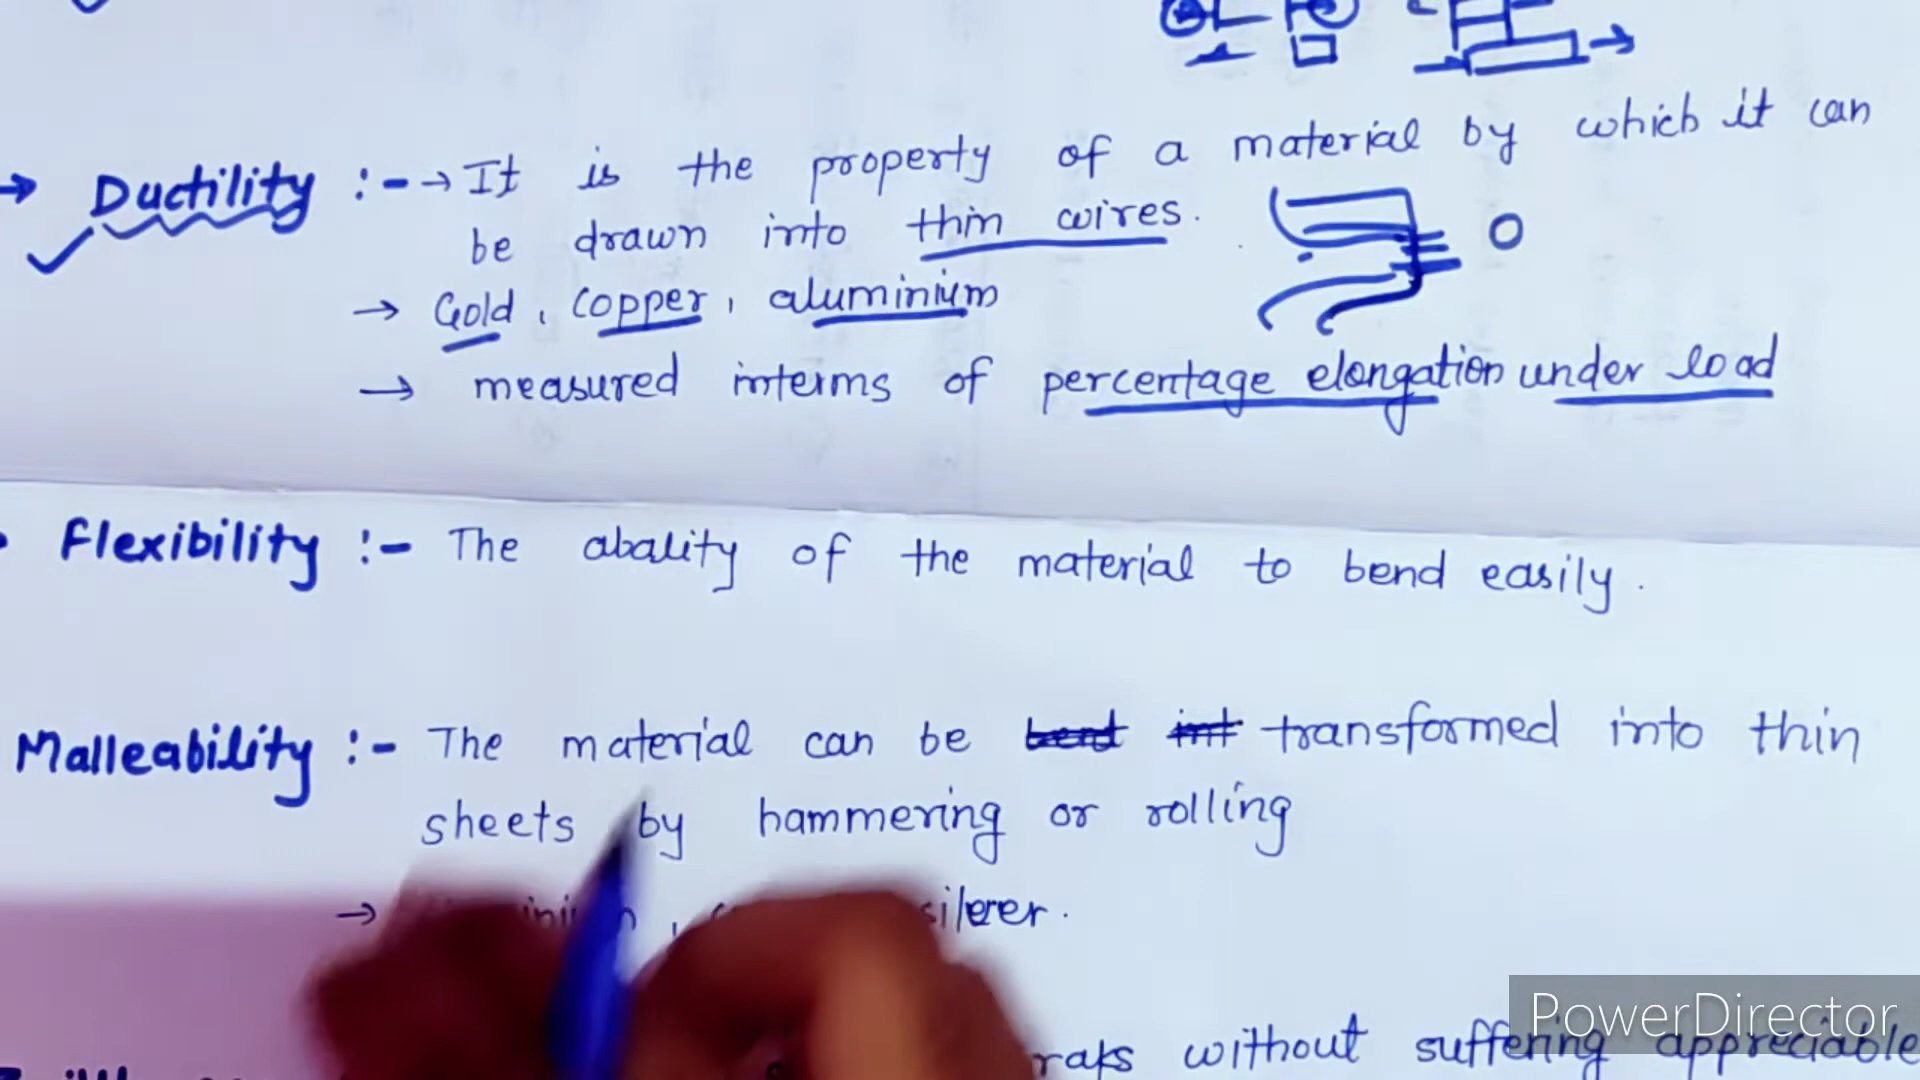 → Ductility :- → It is the property of a material by which it can
be drawn into thin wires.
→ Gold, copper, aluminium
→ measured interms of percentage elongation under load
Flexibility :- The abality of the material to bend easily.
Malleability :- The material can be bend int transformed into thin
sheets by hammering or rolling
→ silver.
without suffering appreciable
PowerDirector